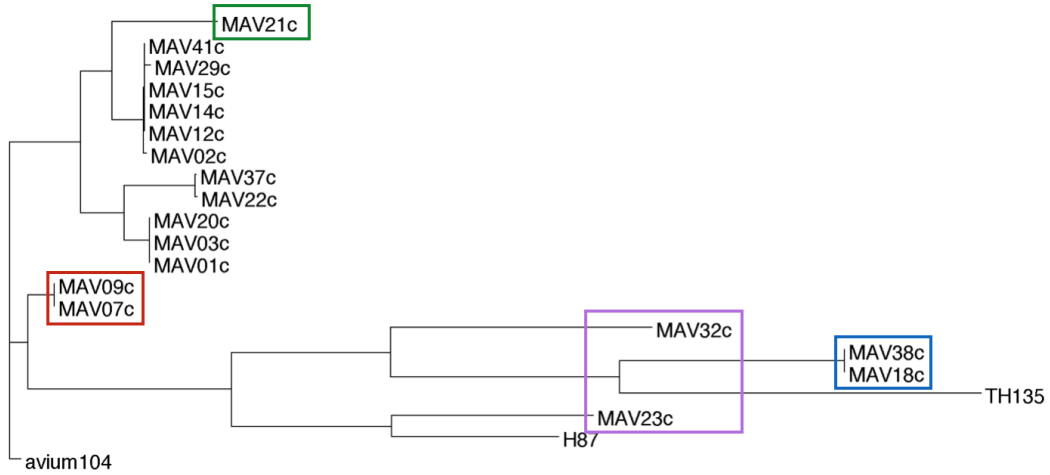 MAV21c
MAV41c
MAV29c
MAV15c
MAV14c
MAV12c
MAV02c
MAV37c
MAV22c
MAV20c
MAV03c
MAV01c
MAV09c
MAV07c
MAV32c
MAV38c
MAV18c
TH135
MAV23c
H87
avium104